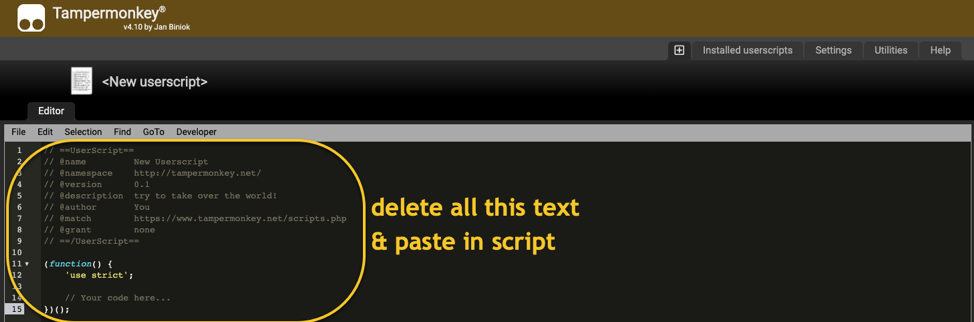 Tampermonkey®
v4.10 by Jan Biniok
Installed userscripts Settings Utilities Help
<New userscript>
Editor
File Edit Selection Find GoTo Developer
1 // ==UserScript==
2 // @name New Userscript
3 // @namespace http://tampermonkey.net/
4 // @version 0.1
5 // @description try to take over the world!
6 // @author You
7 // @match https://www.tampermonkey.net/scripts.php
8 // @grant none
9 // ==/UserScript==
10
11 (function() {
12 'use strict';
13
14 // Your code here...
15 })();
delete all this text
& paste in script